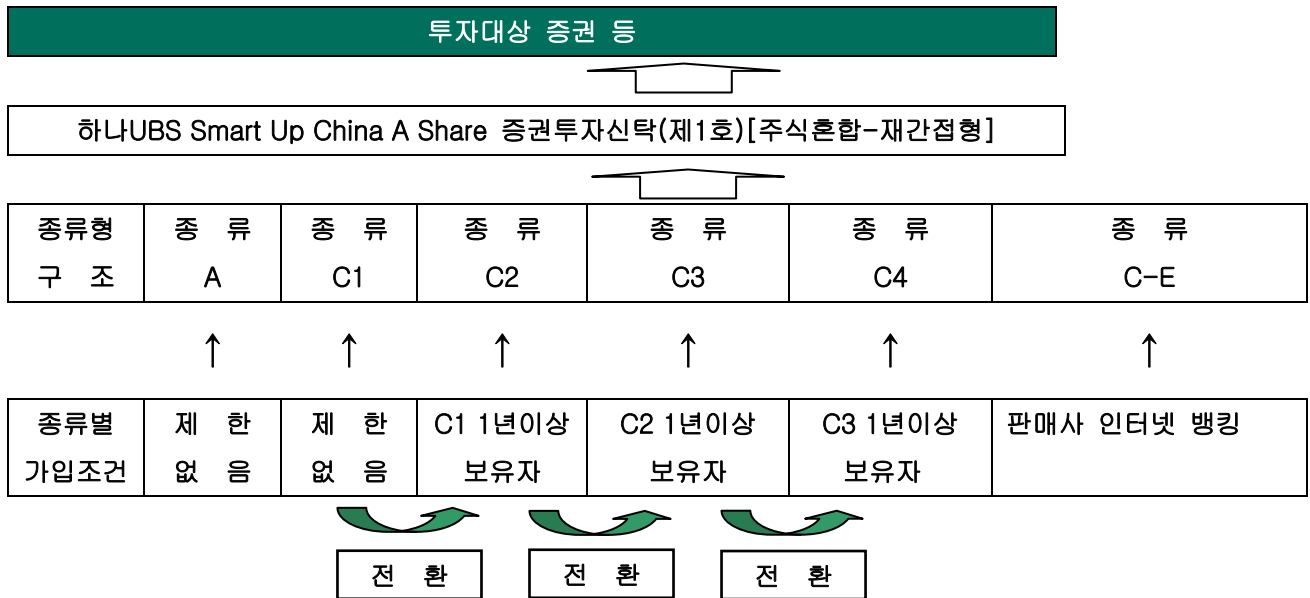 투자대상 증권 등
하나UBS Smart Up China A Share 증권투자신탁(제1호)[주식혼합-재간접형]
종류형 종 류 종 류 종 류 종 류 종 류 종 류
구 조 A C1 C2 C3 C4 C-E
↑ ↑ ↑ ↑ ↑ ↑
종류별 제 한 제 한 C1 1년이상 C2 1년이상 C3 1년이상 판매사 인터넷 뱅킹
가입조건 없 음 없 음 보유자 보유자 보유자
전 환 전 환 전 환